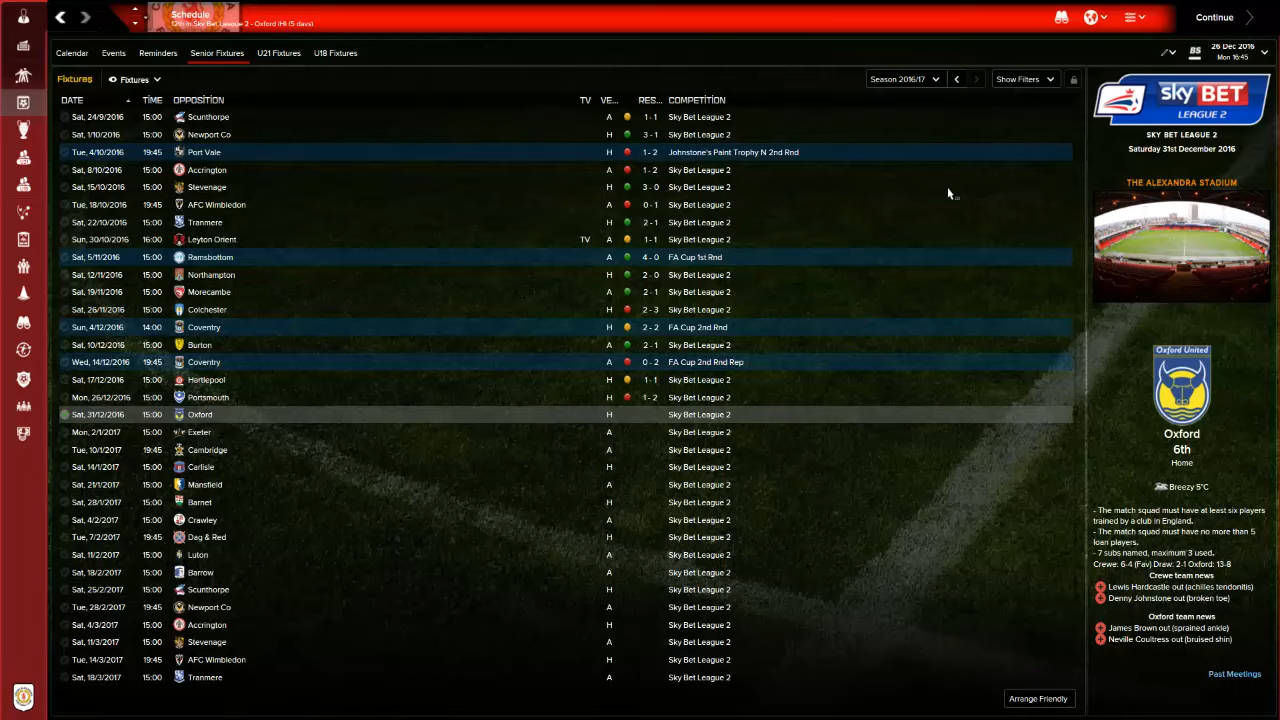 Schedule
12th in Sky Bet League 2 - Oxford (H) (5 days)
Continue
Calendar Events Reminders Senior Fixtures U21 Fixtures U18 Fixtures
BS
26 Dec 2016
Mon 16:45
Fixtures Fixtures Season 2016/17 Show Filters
DATE TIME OPPOSITION TV VE... RES... COMPETITION
Sat, 24/9/2016 15:00 Scunthorpe A 1-1 Sky Bet League 2
Sat, 1/10/2016 15:00 Newport Co H 3-1 Sky Bet League 2
Tue, 4/10/2016 19:45 Port Vale H 1-2 Johnstone's Paint Trophy N 2nd Rnd
Sat, 8/10/2016 15:00 Accrington A 1-2 Sky Bet League 2
Sat, 15/10/2016 15:00 Stevenage H 3-0 Sky Bet League 2
Tue, 18/10/2016 19:45 AFC Wimbledon A 0-1 Sky Bet League 2
Sat, 22/10/2016 15:00 Tranmere H 2-1 Sky Bet League 2
Sun, 30/10/2016 16:00 Leyton Orient TV A 1-1 Sky Bet League 2
Sat, 5/11/2016 15:00 Ramsbottom A 4-0 FA Cup 1st Rnd
Sat, 12/11/2016 15:00 Northampton H 2-0 Sky Bet League 2
Sat, 19/11/2016 15:00 Morecambe A 2-1 Sky Bet League 2
Sat, 26/11/2016 15:00 Colchester H 2-3 Sky Bet League 2
Sun, 4/12/2016 14:00 Coventry H 2-2 FA Cup 2nd Rnd
Sat, 10/12/2016 15:00 Burton A 2-1 Sky Bet League 2
Wed, 14/12/2016 19:45 Coventry A 0-2 FA Cup 2nd Rnd Rep
Sat, 17/12/2016 15:00 Hartlepool H 1-1 Sky Bet League 2
Mon, 26/12/2016 15:00 Portsmouth H 1-2 Sky Bet League 2
Sat, 31/12/2016 15:00 Oxford H Sky Bet League 2
Mon, 2/1/2017 15:00 Exeter A Sky Bet League 2
Tue, 10/1/2017 19:45 Cambridge A Sky Bet League 2
Sat, 14/1/2017 15:00 Carlisle H Sky Bet League 2
Sat, 21/1/2017 15:00 Mansfield A Sky Bet League 2
Sat, 28/1/2017 15:00 Barnet H Sky Bet League 2
Sat, 4/2/2017 15:00 Crawley A Sky Bet League 2
Tue, 7/2/2017 19:45 Dag & Red H Sky Bet League 2
Sat, 11/2/2017 15:00 Luton A Sky Bet League 2
Sat, 18/2/2017 15:00 Barrow A Sky Bet League 2
Sat, 25/2/2017 15:00 Scunthorpe H Sky Bet League 2
Tue, 28/2/2017 19:45 Newport Co A Sky Bet League 2
Sat, 4/3/2017 15:00 Accrington H Sky Bet League 2
Sat, 11/3/2017 15:00 Stevenage A Sky Bet League 2
Tue, 14/3/2017 19:45 AFC Wimbledon H Sky Bet League 2
Sat, 18/3/2017 15:00 Tranmere A Sky Bet League 2
Arrange Friendly
sky BET
LEAGUE 2
SKY BET LEAGUE 2
Saturday 31st December 2016
THE ALEXANDRA STADIUM
Oxford United
Oxford
6th
Home
Breezy 5°C
- The match squad must have at least six players
trained by a club in England.
- The match squad must have no more than 5
loan players.
- 7 subs named, maximum 3 used.
Crewe: 6-4 (Fav) Draw: 2-1 Oxford: 13-8
Crewe team news
Lewis Hardcastle out (achilles tendonitis)
Denny Johnstone out (broken toe)
Oxford team news
James Brown out (sprained ankle)
Neville Coultress out (bruised shin)
Past Meetings